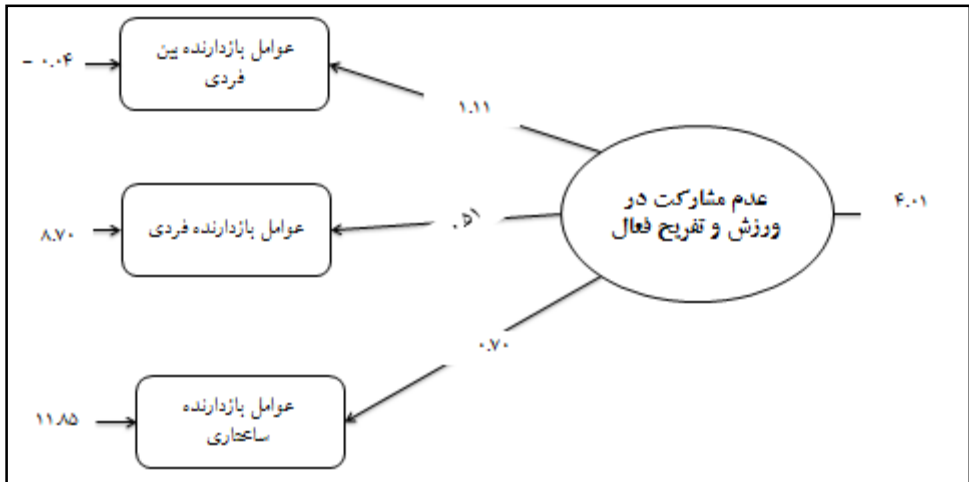 عوامل بازدارنده بین
فردی
- ۰.۰۴
۱.۱۱
عدم مشارکت در
ورزش و تفریح فعال
۴.۰۱
عوامل بازدارنده فردی
۸.۷۰
.۵۱
۰.۷۰
عوامل بازدارنده
ساختاری
۱۱.۸۵